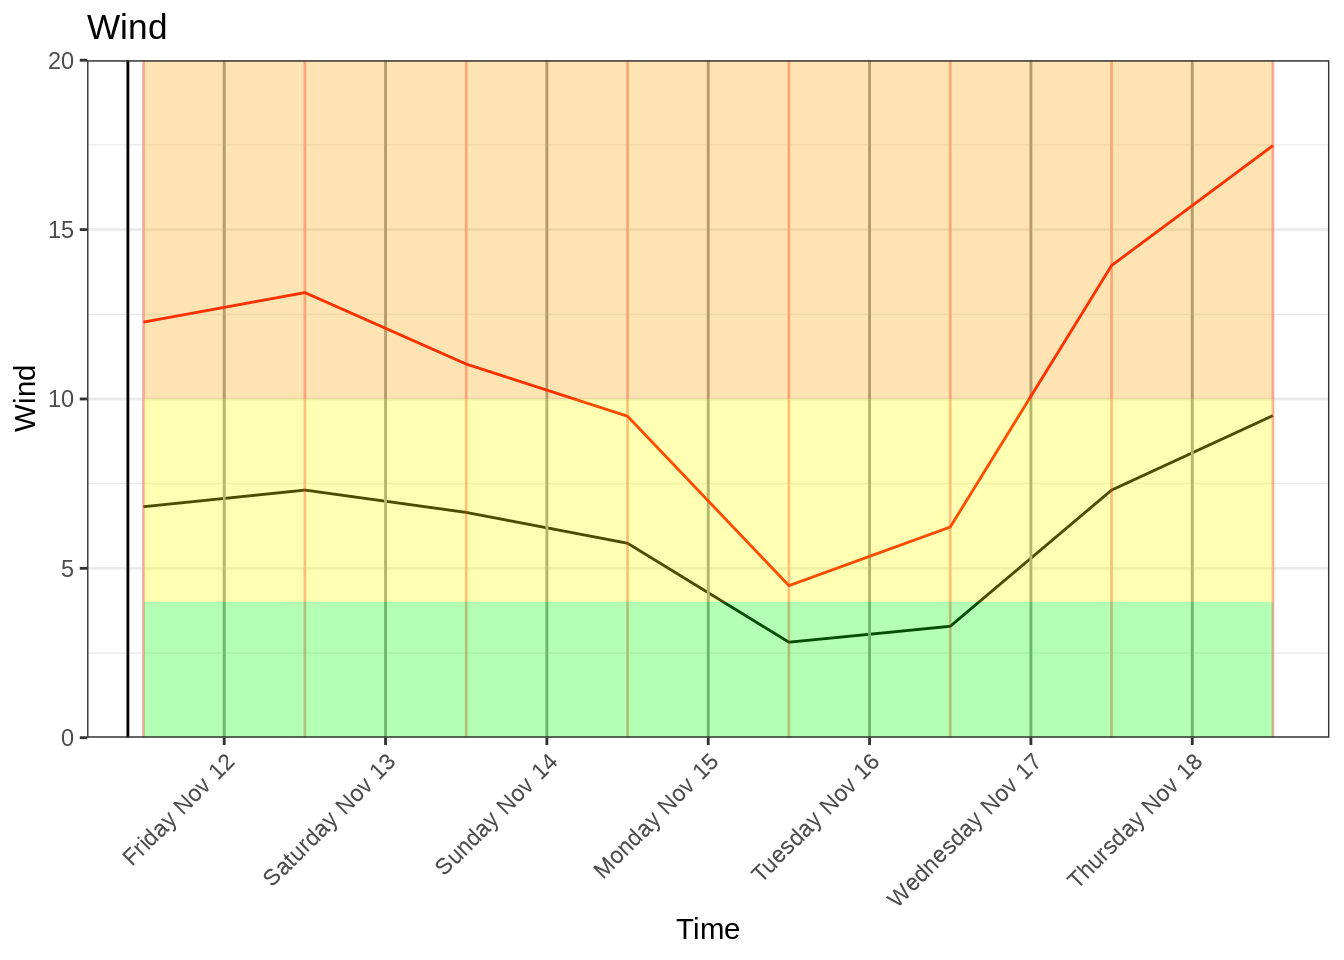 Wind
20
15
10
5
0
Wind
Friday Nov 12
Saturday Nov 13
Sunday Nov 14
Monday Nov 15
Tuesday Nov 16
Wednesday Nov 17
Thursday Nov 18
Time